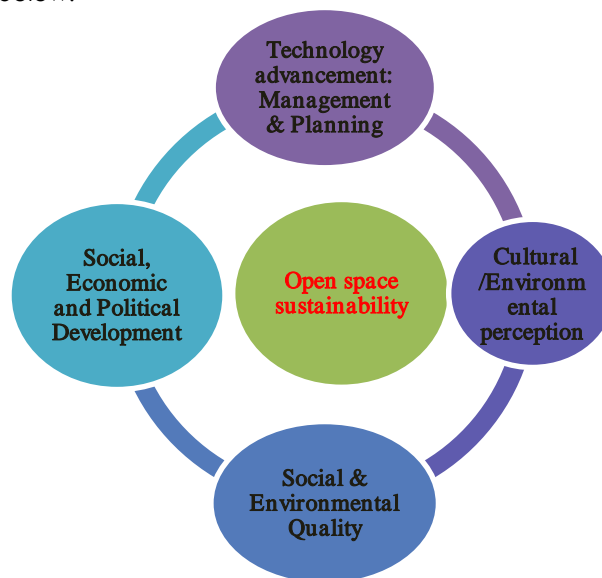 below.
Technology
advancement:
Management
& Planning
Social,
Economic
and Political
Development
Open space
sustainability
Cultural
/Environm
ental
perception
Social &
Environmental
Quality